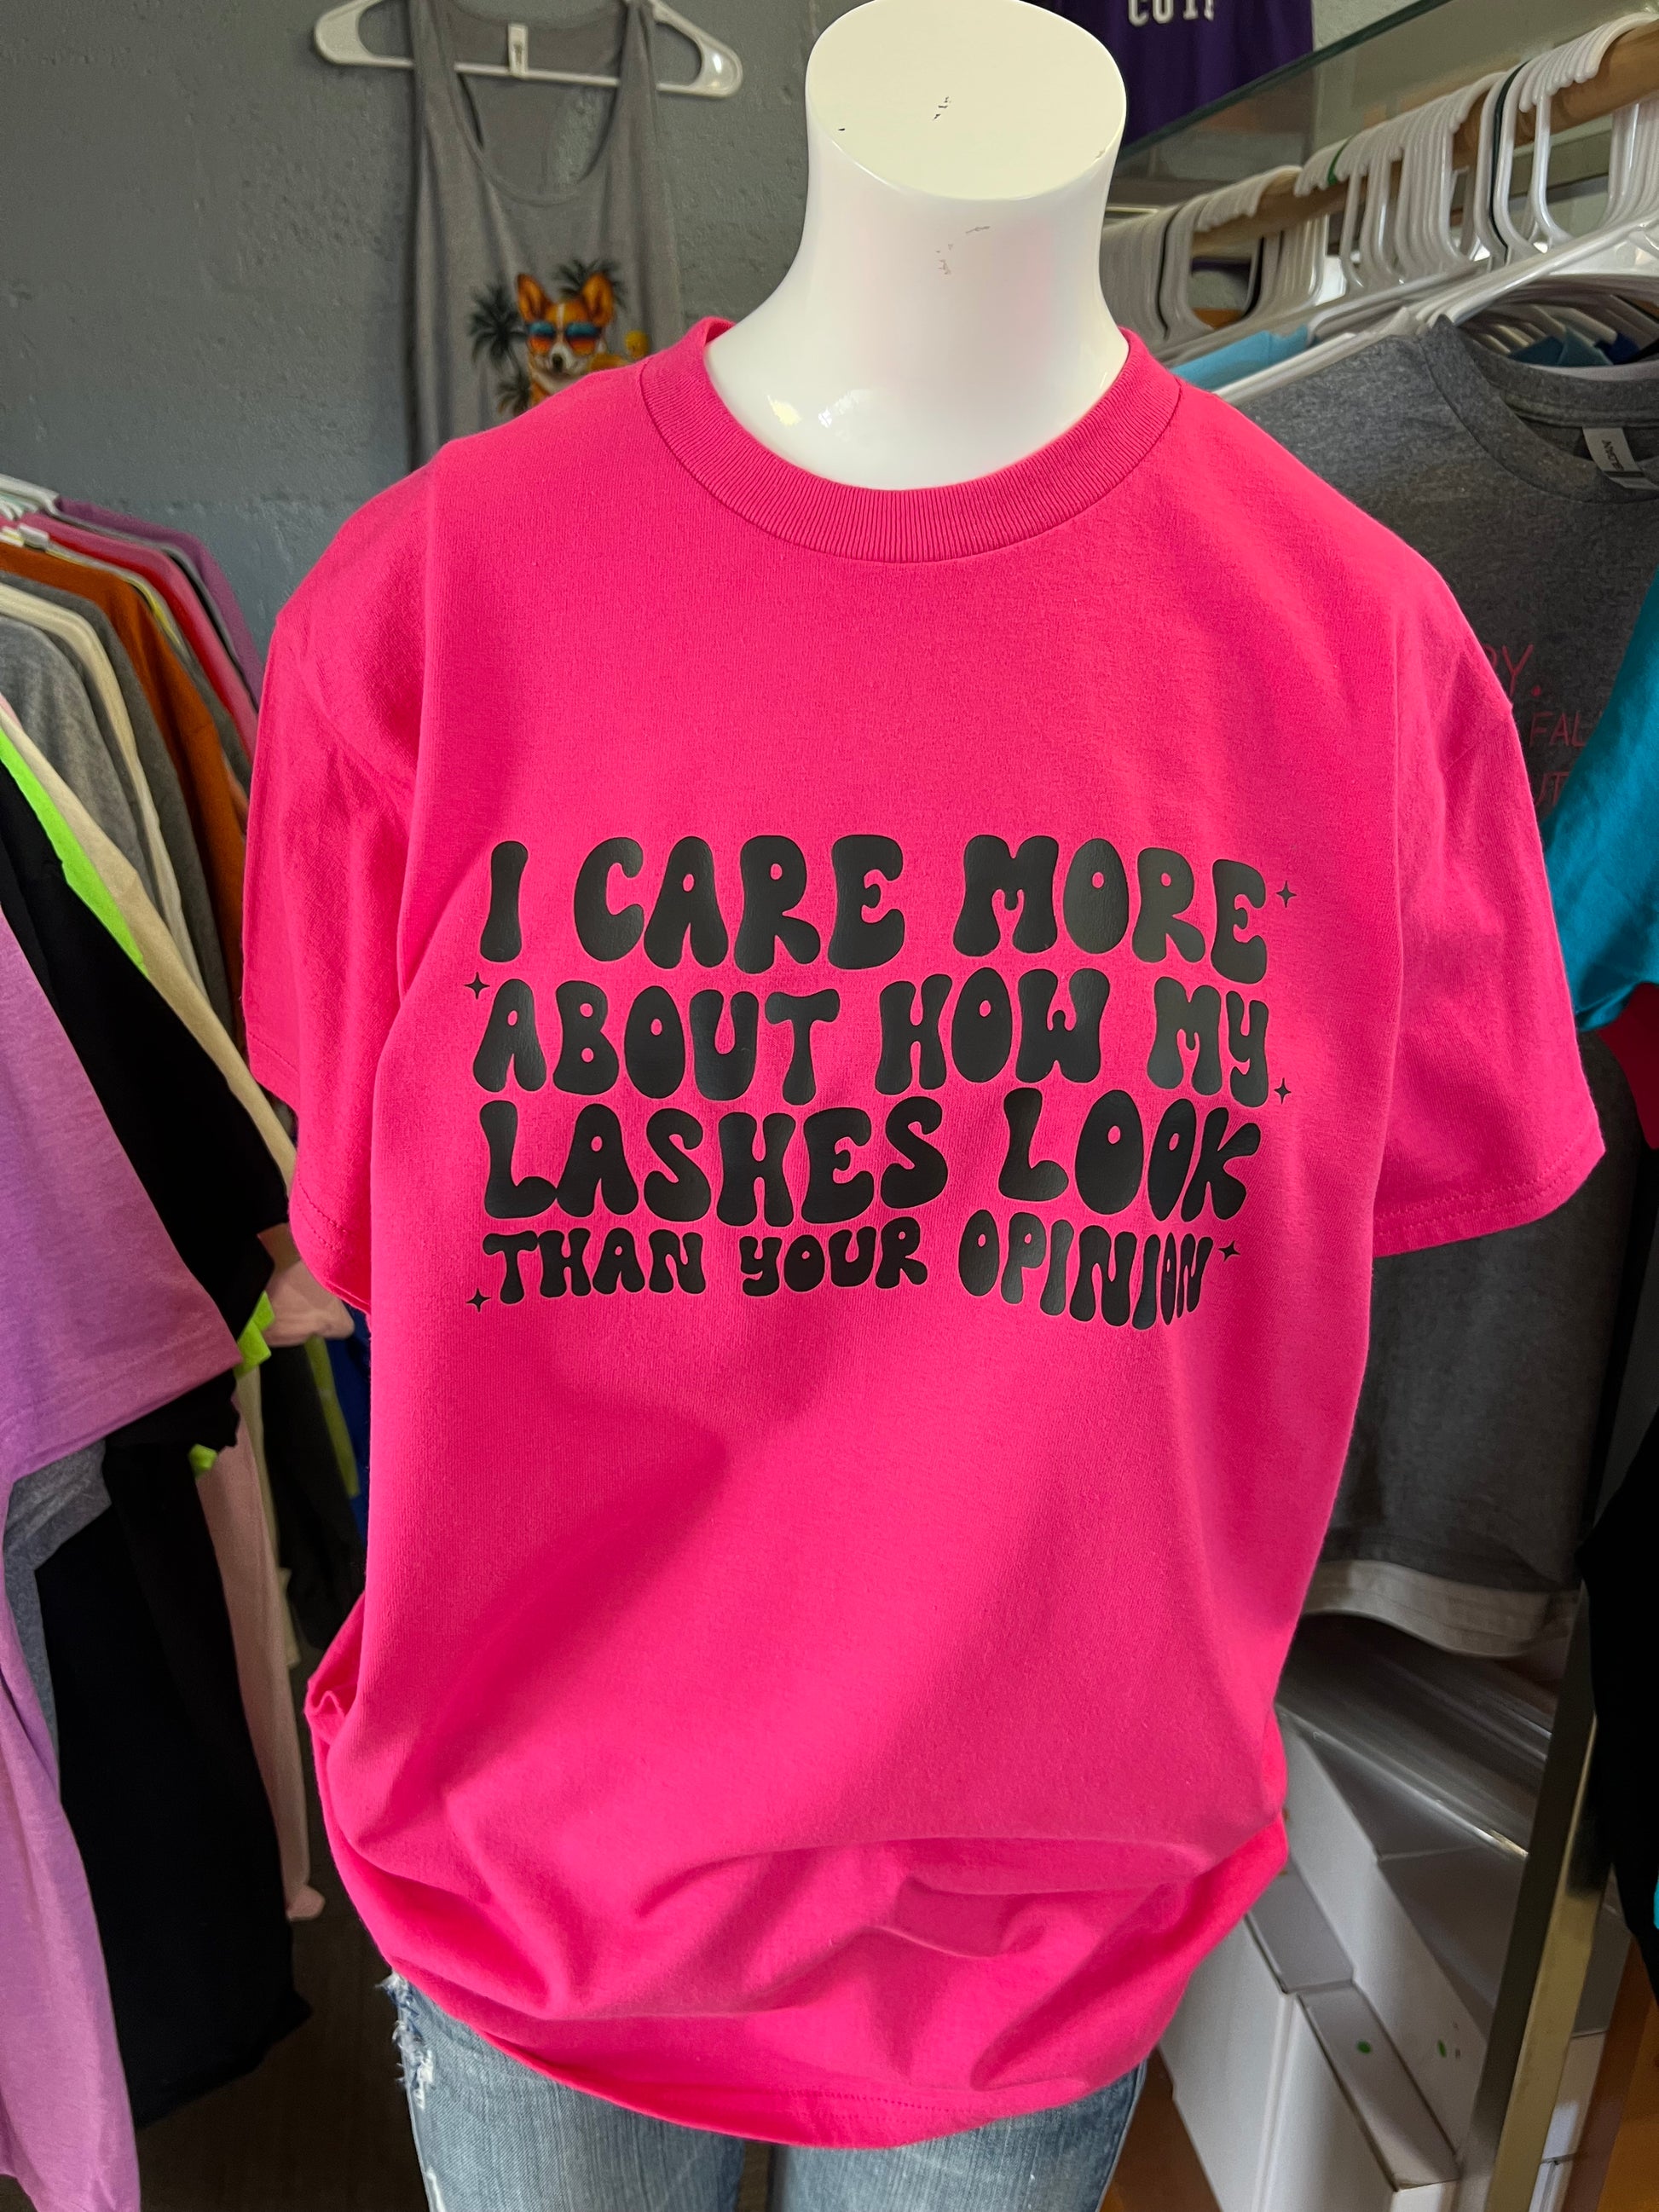 I CARE MORE
ABOUT HOW MY
LASHES LOOK
THAN YOUR OPINION